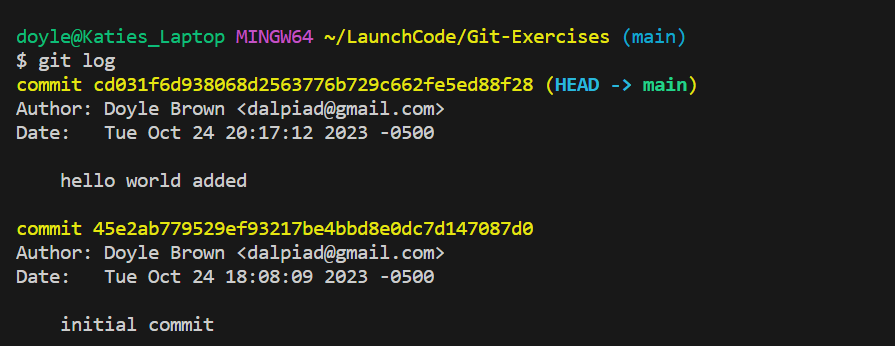 doyle@Katies_Laptop MINGW64 ~/LaunchCode/Git-Exercises (main)
$ git log
commit cd031f6d938068d2563776b729c662fe5ed88f28 (HEAD -> main)
Author: Doyle Brown <dalpiad@gmail.com>
Date:   Tue Oct 24 20:17:12 2023 -0500
    hello world added
commit 45e2ab779529ef93217be4bbd8e0dc7d147087d0
Author: Doyle Brown <dalpiad@gmail.com>
Date:   Tue Oct 24 18:08:09 2023 -0500
    initial commit